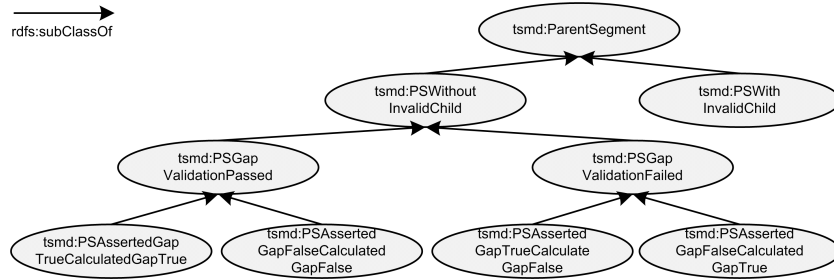 rdfs:subClassOf
tsmd:ParentSegment
tsmd:PSWithout
InvalidChild
tsmd:PSWith
InvalidChild
tsmd:PSGap
ValidationPassed
tsmd:PSGap
ValidationFailed
tsmd:PSAssertedGap
TrueCalculatedGapTrue
tsmd:PSAsserted
GapFalseCalculated
GapFalse
tsmd:PSAsserted
GapTrueCalculate
GapFalse
tsmd:PSAsserted
GapFalseCalculated
GapTrue